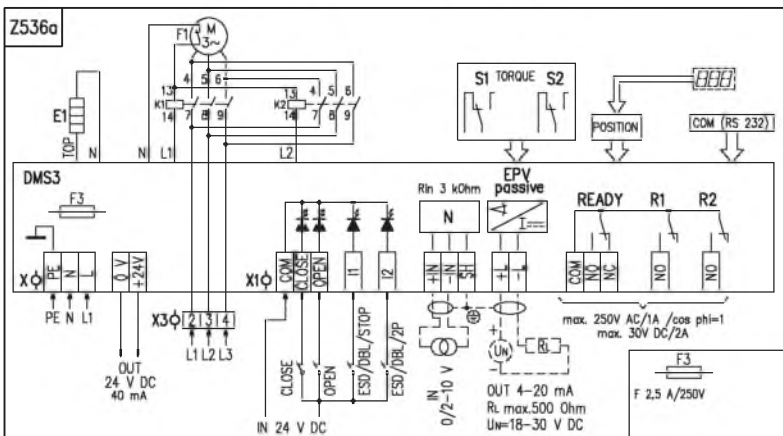 Z536a
F1
M
3~
4 5 6
13
K1
14
7 8 9
13
K2
14
4 5 6
7 8 9
E1
TOP
N
N
L1
L2
S1 TORQUE S2
POSITION
COM (RS 232)
DMS3
F3
EPV
passive
Rin 3 kOhm
N
READY R1 R2
X
PE
N
L
0 V
+24V
X1
COM
CLOSE
OPEN
I1
I2
+IN
-IN
SH
+L
-L
COM
NO
NC
NO
NO
PE N L1
X3
2 3 4
L1 L2 L3
OUT
24 V DC
40 mA
CLOSE
OPEN
ESD/DBL/STOP
ESD/DBL/2P
IN 24 V DC
IN
0/2-10 V
UN
RL
+
-
OUT 4-20 mA
RL max.500 Ohm
UN=18-30 V DC
max. 250V AC/1A /cos phi=1
max. 30V DC/2A
F3
F 2,5 A/250V